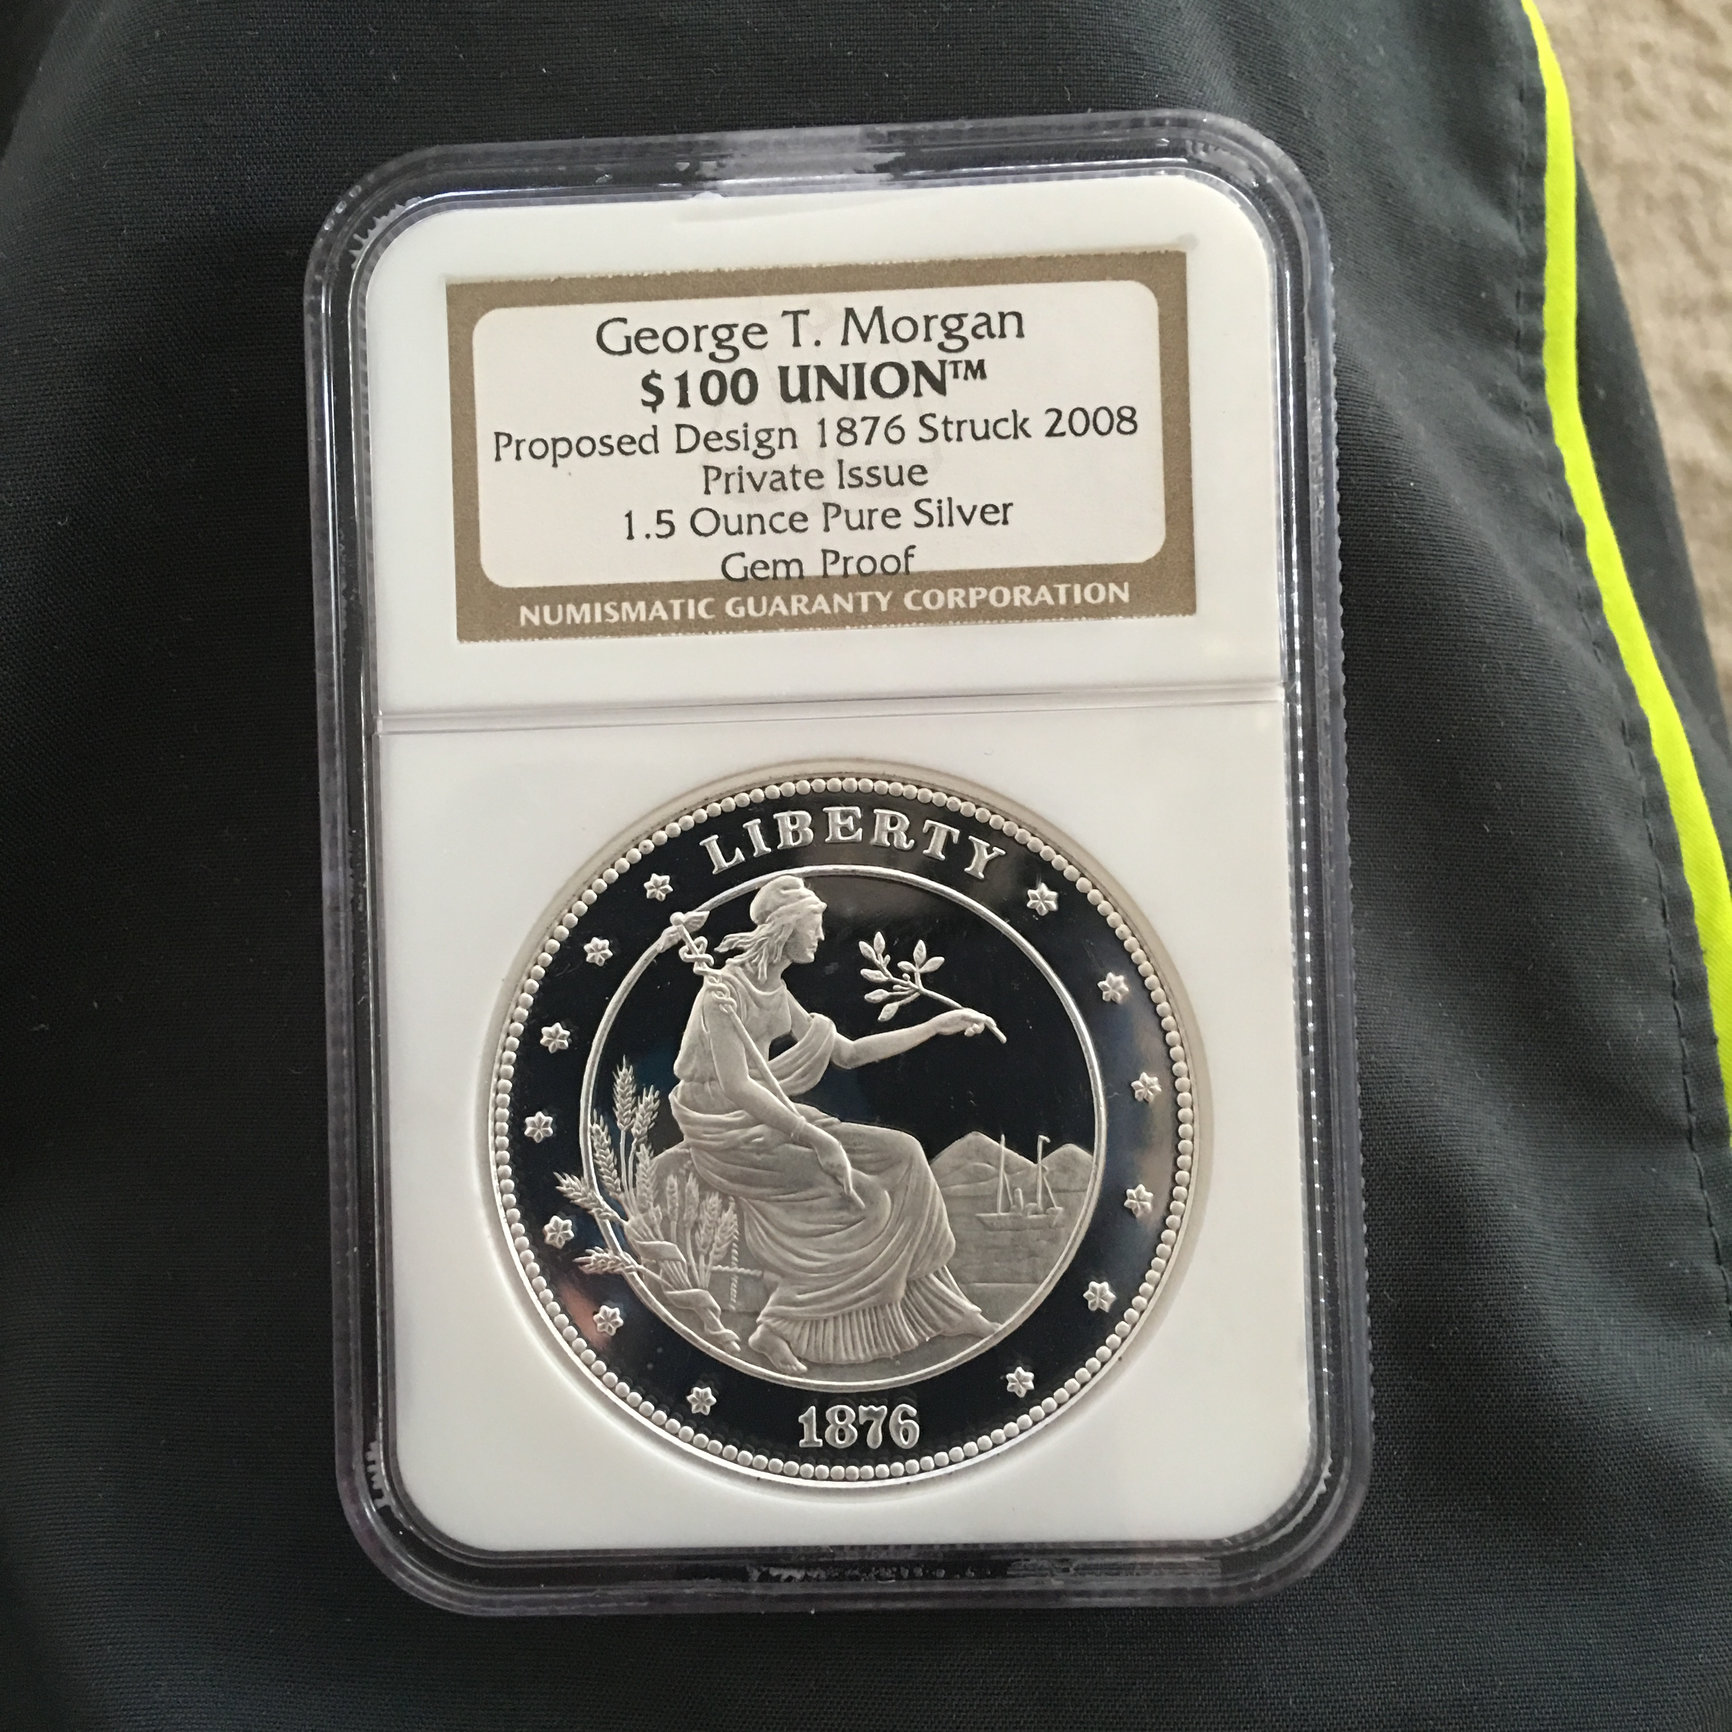 George T. Morgan
$100 UNION™
Proposed Design 1876 Struck 2008
Private Issue
1.5 Ounce Pure Silver
Gem Proof
NUMISMATIC GUARANTY CORPORATION
LIBERTY
1876